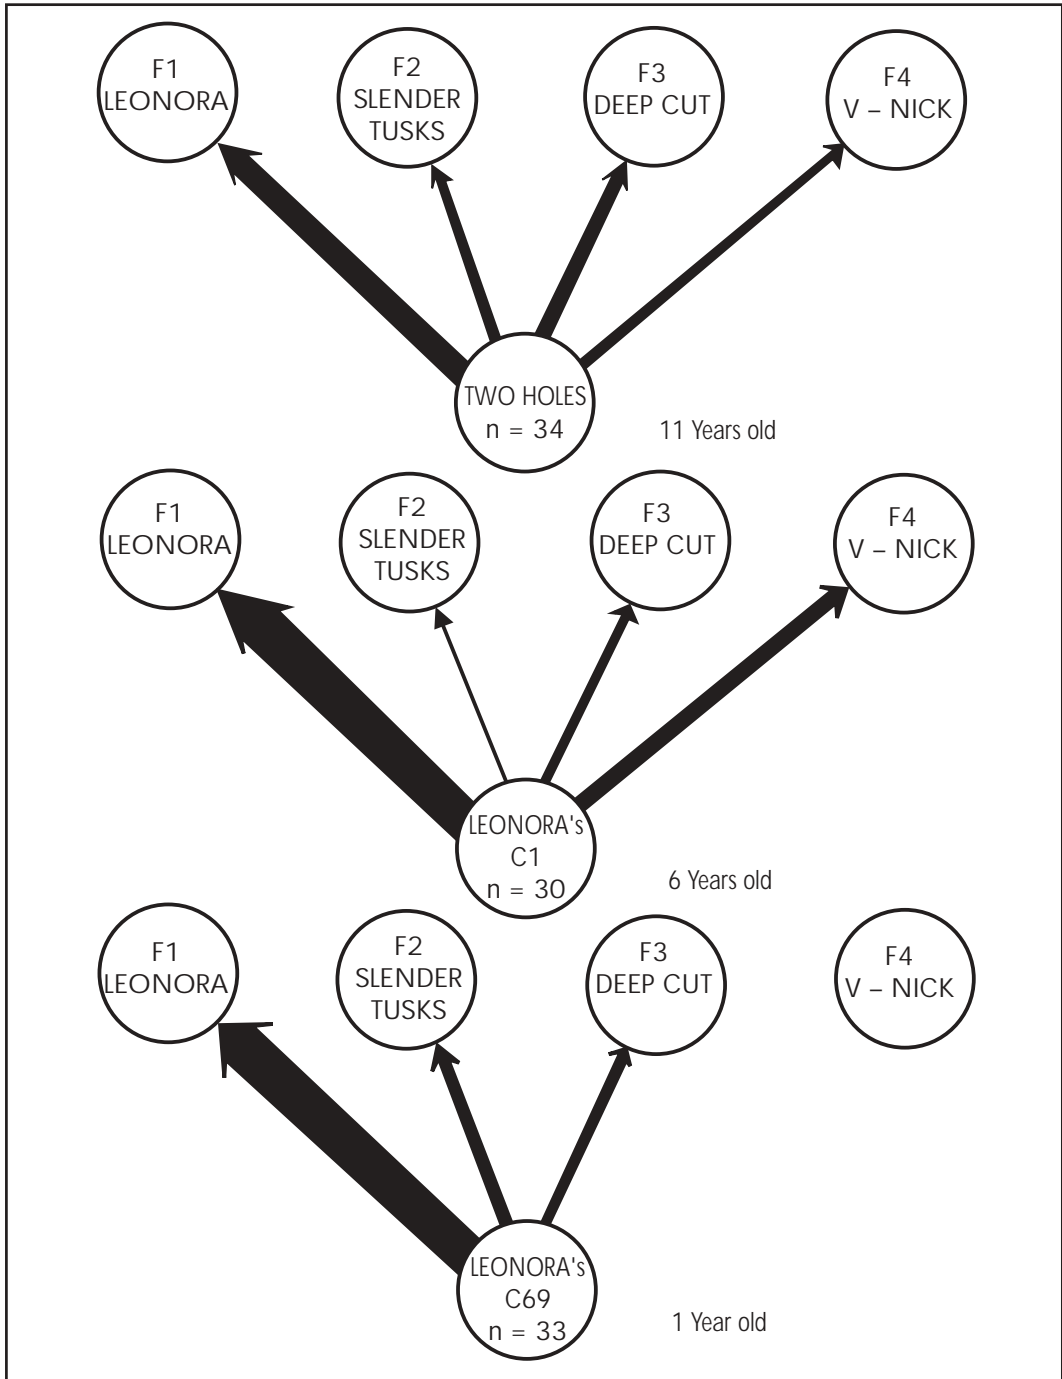 F1
LEONORA
F2
SLENDER
TUSKS
F3
DEEP CUT
F4
V – NICK
TWO HOLES
n = 34
11 Years old
F1
LEONORA
F2
SLENDER
TUSKS
F3
DEEP CUT
F4
V – NICK
LEONORA's
C1
n = 30
6 Years old
F1
LEONORA
F2
SLENDER
TUSKS
F3
DEEP CUT
F4
V – NICK
LEONORA's
C69
n = 33
1 Year old